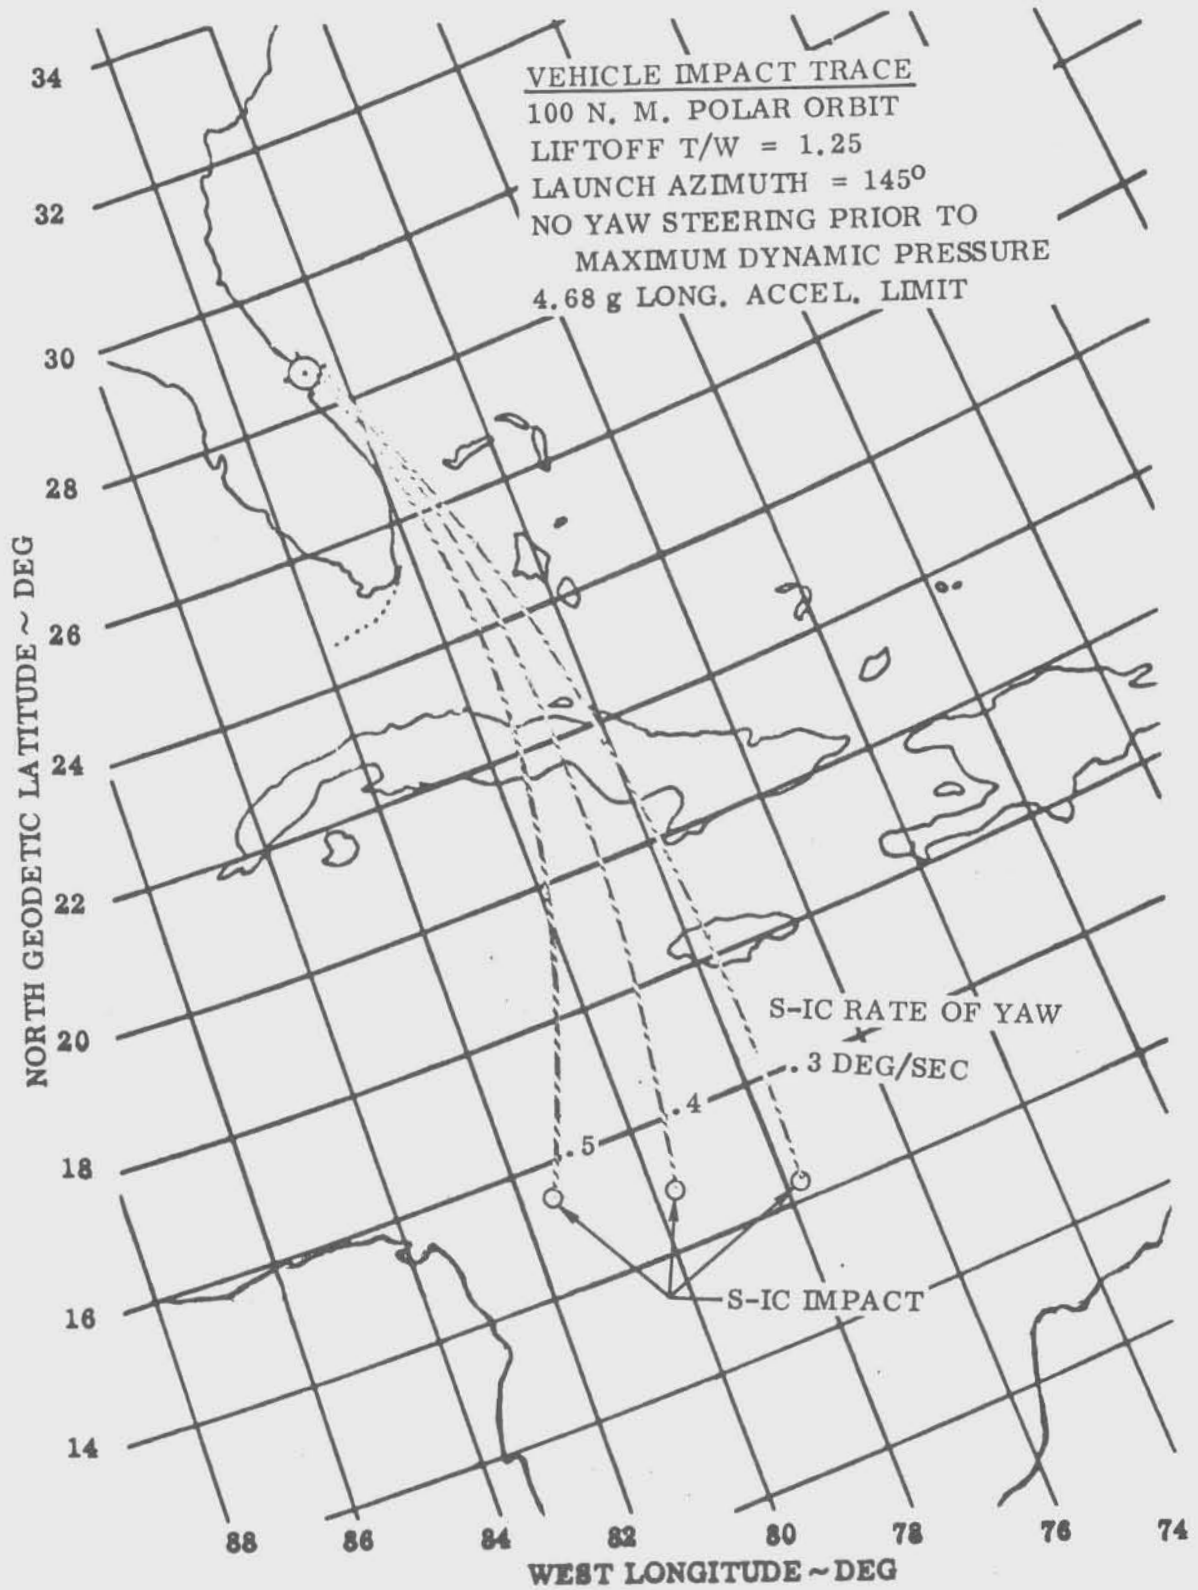 VEHICLE IMPACT TRACE
100 N. M. POLAR ORBIT
LIFTOFF T/W = 1.25
LAUNCH AZIMUTH = 145°
NO YAW STEERING PRIOR TO
MAXIMUM DYNAMIC PRESSURE
4.68 g LONG. ACCEL. LIMIT
34
32
30
28
26
24
22
20
18
16
14
NORTH GEODETIC LATITUDE ~ DEG
S-IC RATE OF YAW
.3 DEG/SEC
.4
.5
S-IC IMPACT
88 86 84 82 80 78 76 74
WEST LONGITUDE ~ DEG